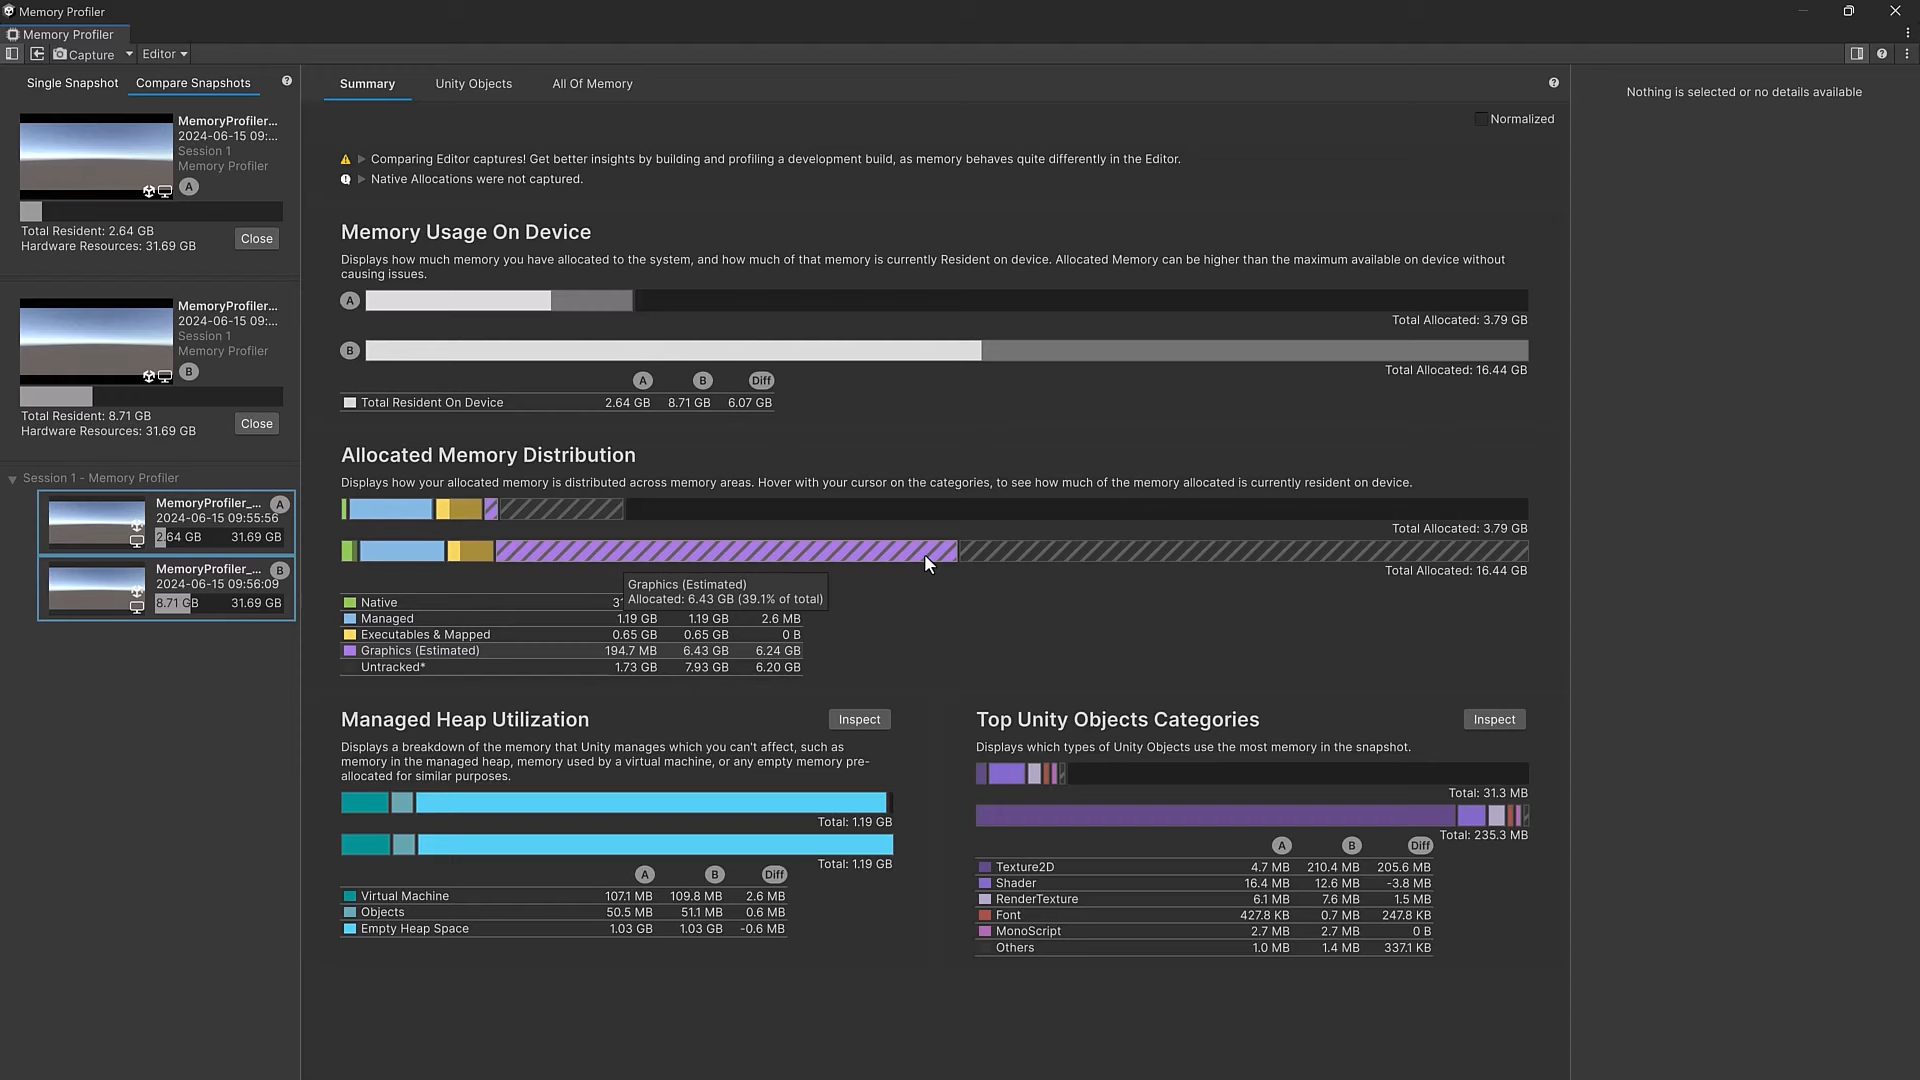 Memory Profiler
Memory Profiler
Capture
Editor
Single Snapshot
Compare Snapshots
MemoryProfiler...
2024-06-15 09:...
Session 1
Memory Profiler
A
Total Resident: 2.64 GB
Hardware Resources: 31.69 GB
Close
MemoryProfiler...
2024-06-15 09:...
Session 1
Memory Profiler
B
Total Resident: 8.71 GB
Hardware Resources: 31.69 GB
Close
Session 1 - Memory Profiler
MemoryProfiler_... A
2024-06-15 09:55:56
2.64 GB 31.69 GB
MemoryProfiler_... B
2024-06-15 09:56:09
8.71 GB 31.69 GB
Summary
Unity Objects
All Of Memory
Normalized
Comparing Editor captures! Get better insights by building and profiling a development build, as memory behaves quite differently in the Editor.
Native Allocations were not captured.
Memory Usage On Device
Displays how much memory you have allocated to the system, and how much of that memory is currently Resident on device. Allocated Memory can be higher than the maximum available on device without
causing issues.
A
Total Allocated: 3.79 GB
B
Total Allocated: 16.44 GB
A B Diff
Total Resident On Device 2.64 GB 8.71 GB 6.07 GB
Allocated Memory Distribution
Displays how your allocated memory is distributed across memory areas. Hover with your cursor on the categories, to see how much of the memory allocated is currently resident on device.
Total Allocated: 3.79 GB
Total Allocated: 16.44 GB
Graphics (Estimated)
Allocated: 6.43 GB (39.1% of total)
Native
Managed 1.19 GB 1.19 GB 2.6 MB
Executables & Mapped 0.65 GB 0.65 GB 0 B
Graphics (Estimated) 194.7 MB 6.43 GB 6.24 GB
Untracked* 1.73 GB 7.93 GB 6.20 GB
Managed Heap Utilization
Inspect
Displays a breakdown of the memory that Unity manages which you can't affect, such as
memory in the managed heap, memory used by a virtual machine, or any empty memory pre-
allocated for similar purposes.
Total: 1.19 GB
Total: 1.19 GB
A B Diff
Virtual Machine 107.1 MB 109.8 MB 2.6 MB
Objects 50.5 MB 51.1 MB 0.6 MB
Empty Heap Space 1.03 GB 1.03 GB -0.6 MB
Top Unity Objects Categories
Inspect
Displays which types of Unity Objects use the most memory in the snapshot.
Total: 31.3 MB
Total: 235.3 MB
A B Diff
Texture2D 4.7 MB 210.4 MB 205.6 MB
Shader 16.4 MB 12.6 MB -3.8 MB
RenderTexture 6.1 MB 7.6 MB 1.5 MB
Font 427.8 KB 0.7 MB 247.8 KB
MonoScript 2.7 MB 2.7 MB 0 B
Others 1.0 MB 1.4 MB 337.1 KB
Nothing is selected or no details available